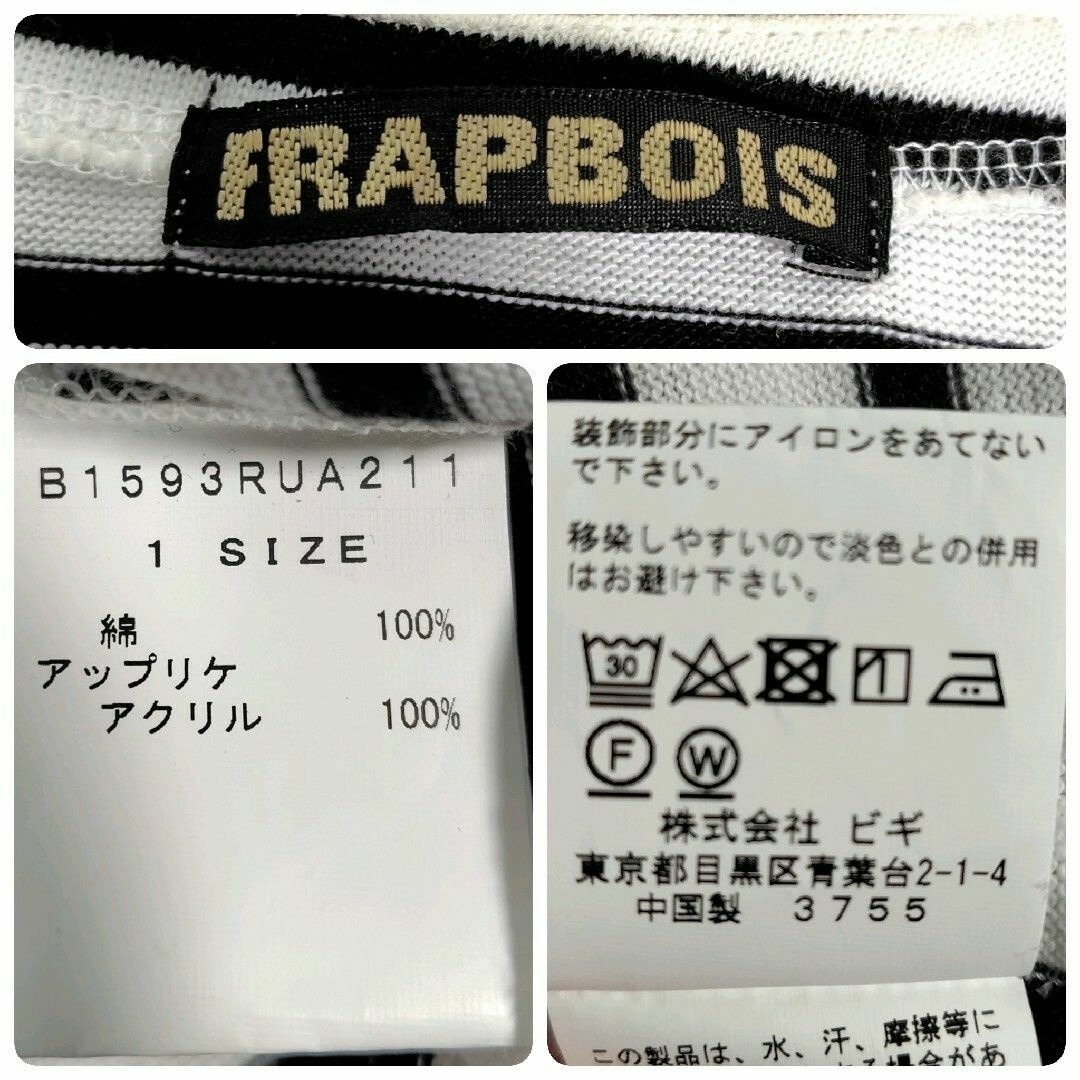 FRAPBOIS
B1593RUA211
1 SIZE
綿 100%
アップリケ
アクリル 100%
装飾部分にアイロンをあてない
で下さい。
移染しやすいので淡色との併用
はお避け下さい。
30
F W
株式会社 ビギ
東京都目黒区青葉台2-1-4
中国製 3755
この製品は、水、汗、摩擦等に